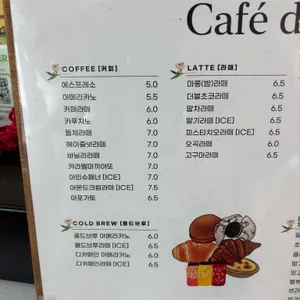 Café d
COFFEE [커피]
에스프레소 5.0
아메리카노 5.5
카페라떼 6.0
카푸치노 6.0
돌체라떼 7.0
헤이즐넛라떼 7.0
바닐라라떼 7.0
카라멜마끼아또 7.0
아인슈페너 [ICE] 7.0
아몬드크림라떼 [ICE] 7.5
아포가토 6.5
COLD BREW [콜드브루]
콜드브루 아메리카노 6.0
콜드브루라떼 [ICE] 6.5
디카페인 아메리카노 6.0
디카페인라떼 [ICE] 6.5
LATTE [라떼]
마롱(밤)라떼 6.5
더블초코라떼 6.5
말차라떼 6.5
딸기라떼 [ICE] 6.5
피스타치오라떼 [ICE] 6.5
오곡라떼 6.0
고구마라떼 6.5